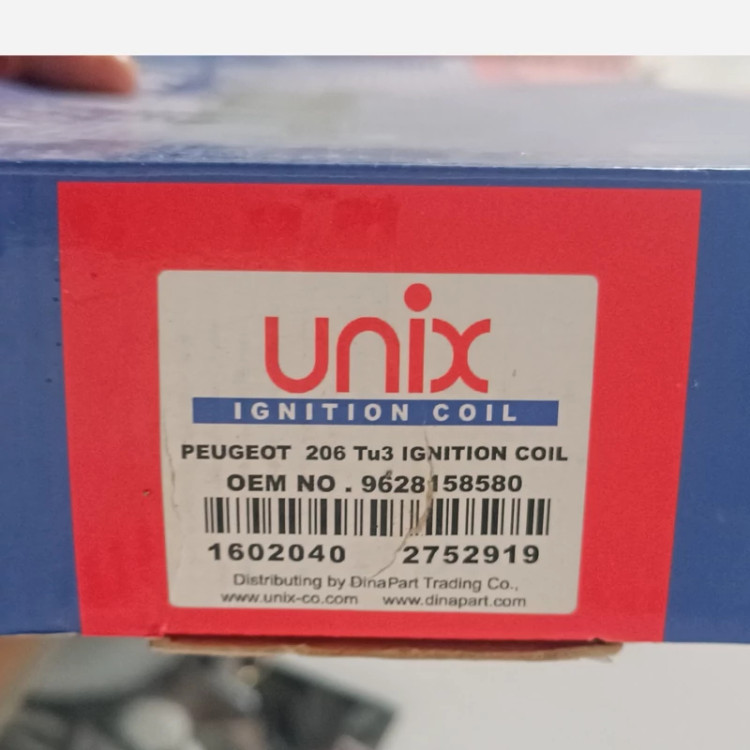 unix
IGNITION COIL
PEUGEOT 206 Tu3 IGNITION COIL
OEM NO . 9628158580
1602040 2752919
Distributing by DinaPart Trading Co.,
www.unix-co.com www.dinapart.com